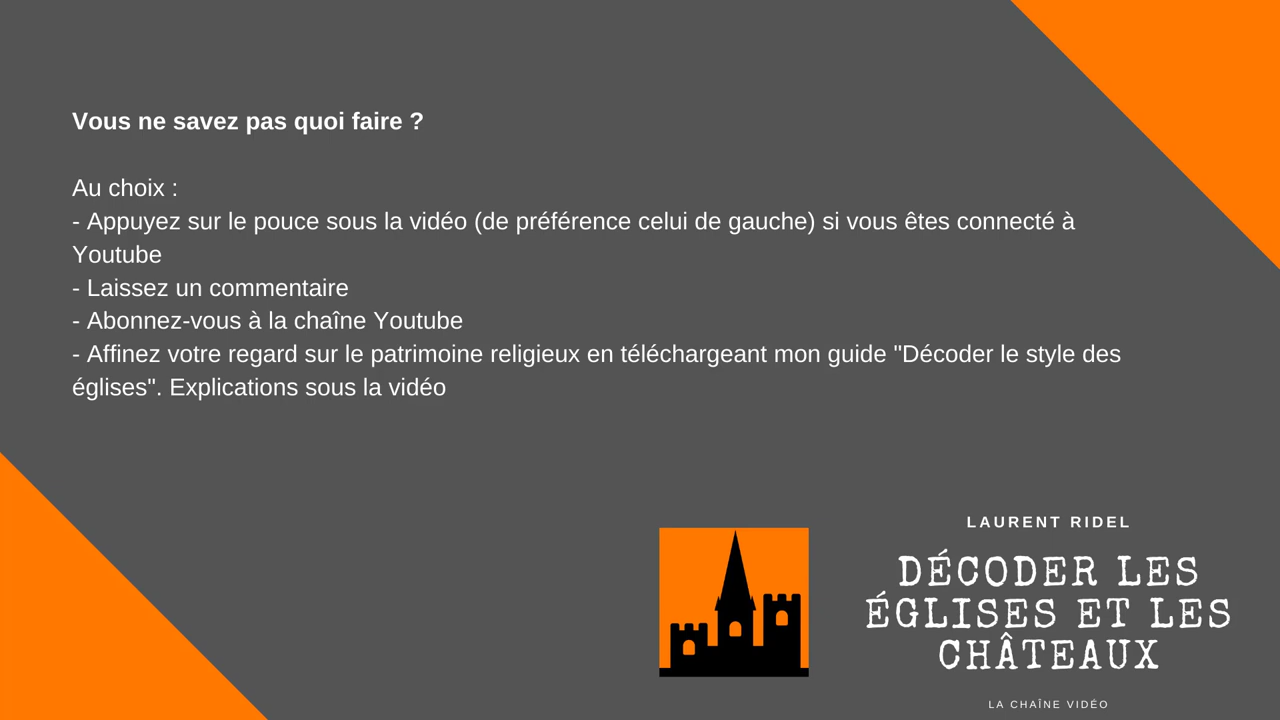 Vous ne savez pas quoi faire ?
Au choix :
- Appuyez sur le pouce sous la vidéo (de préférence celui de gauche) si vous êtes connecté à
Youtube
- Laissez un commentaire
- Abonnez-vous à la chaîne Youtube
- Affinez votre regard sur le patrimoine religieux en téléchargeant mon guide "Décoder le style des
églises". Explications sous la vidéo
LAURENT RIDEL
DÉCODER LES
ÉGLISES ET LES
CHÂTEAUX
LA CHAÎNE VIDÉO